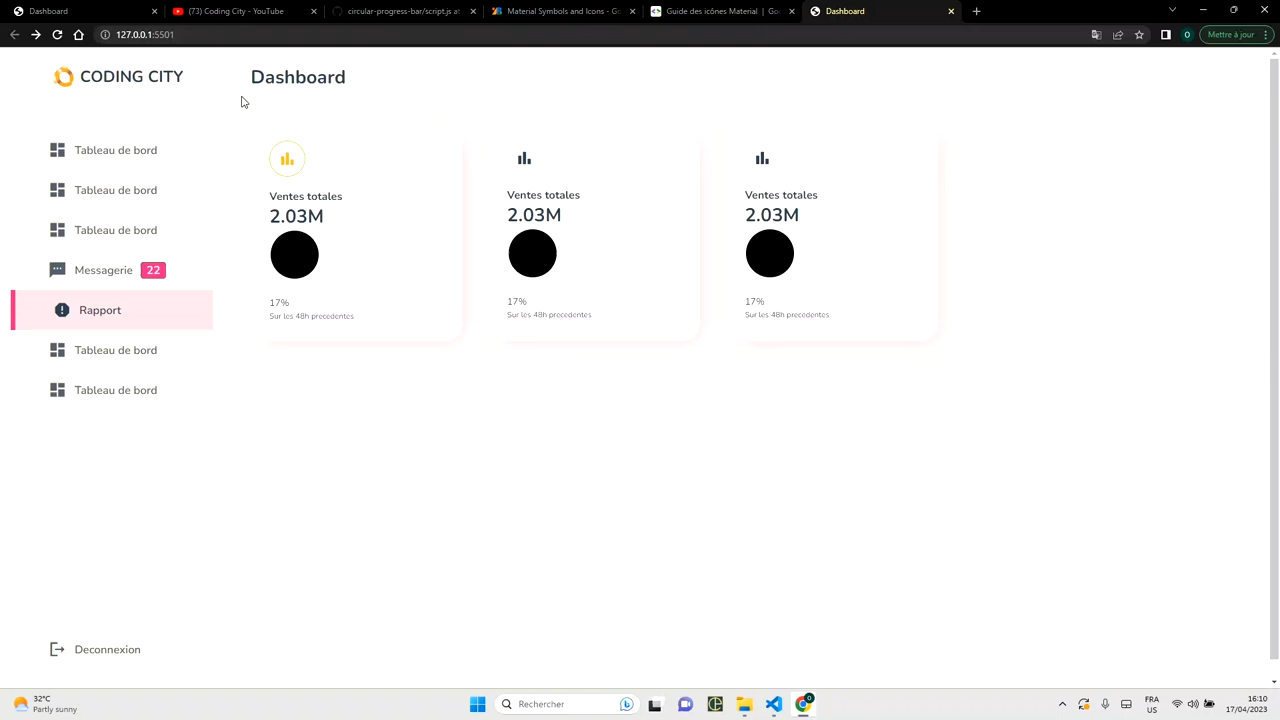 Dashboard
(73) Coding City - YouTube
circular-progress-bar/script.js at
Material Symbols and Icons - Go
Guide des icônes Material | Goo
Dashboard
127.0.0.1:5501
O
Mettre à jour
CODING CITY
Dashboard
Tableau de bord
Tableau de bord
Tableau de bord
Messagerie 22
Rapport
Tableau de bord
Tableau de bord
Deconnexion
Ventes totales
2.03M
17%
Sur les 48h precedentes
Ventes totales
2.03M
17%
Sur les 48h precedentes
Ventes totales
2.03M
17%
Sur les 48h precedentes
32°C
Partly sunny
Rechercher
FRA
US
16:10
17/04/2023